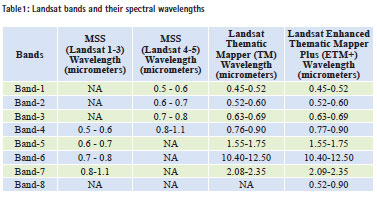 Table1: Landsat bands and their spectral wavelengths
Bands | MSS (Landsat 1-3) Wavelength (micrometers) | MSS (Landsat 4-5) Wavelength (micrometers) | Landsat Thematic Mapper (TM) Wavelength (micrometers) | Landsat Enhanced Thematic Mapper Plus (ETM+) Wavelength (micrometers)
Band-1 | NA | 0.5 - 0.6 | 0.45-0.52 | 0.45-0.52
Band-2 | NA | 0.6 - 0.7 | 0.52-0.60 | 0.52-0.60
Band-3 | NA | 0.7 - 0.8 | 0.63-0.69 | 0.63-0.69
Band-4 | 0.5 - 0.6 | 0.8-1.1 | 0.76-0.90 | 0.77-0.90
Band-5 | 0.6 - 0.7 | NA | 1.55-1.75 | 1.55-1.75
Band-6 | 0.7 - 0.8 | NA | 10.40-12.50 | 10.40-12.50
Band-7 | 0.8-1.1 | NA | 2.08-2.35 | 2.09-2.35
Band-8 | NA | NA | NA | 0.52-0.90